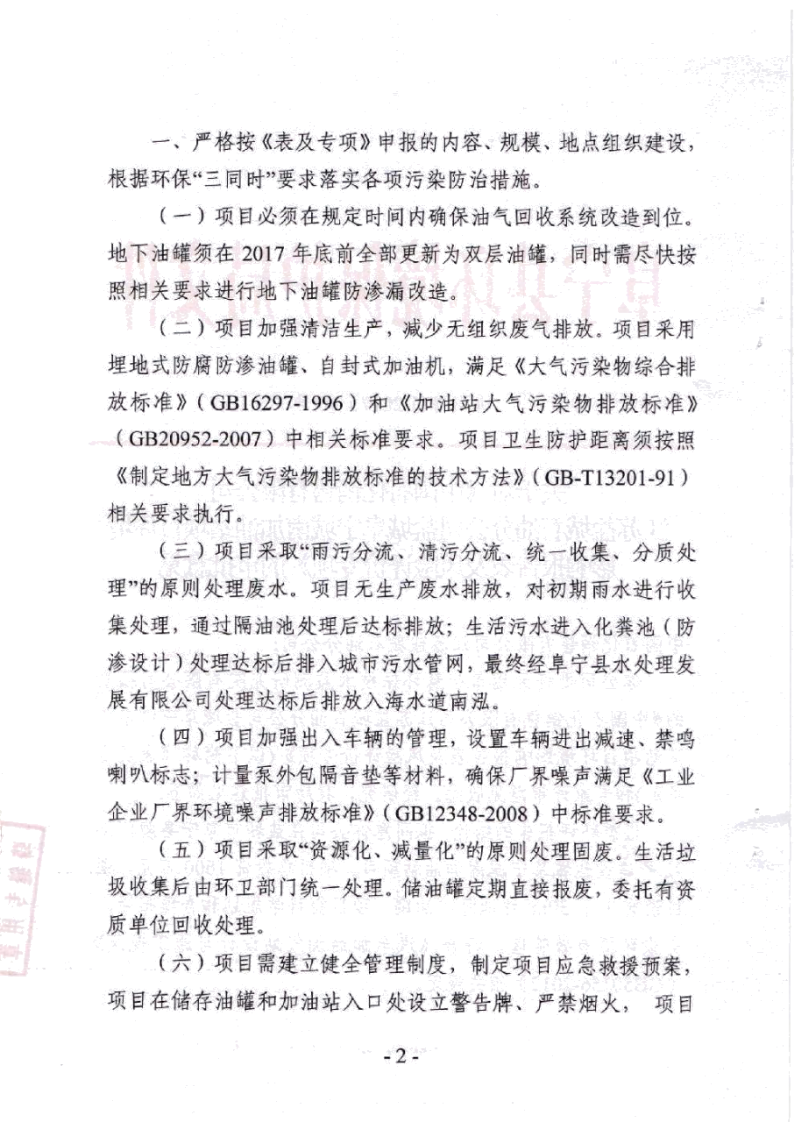 一、严格按《表及专项》申报的内容、规模、地点组织建设，
根据环保“三同时”要求落实各项污染防治措施。
（一）项目必须在规定时间内确保油气回收系统改造到位。
地下油罐须在 2017 年底前全部更新为双层油罐，同时需尽快按
照相关要求进行地下油罐防渗漏改造。
（二）项目加强清洁生产，减少无组织废气排放。项目采用
埋地式防腐防渗油罐、自封式加油机，满足《大气污染物综合排
放标准》（GB16297-1996）和《加油站大气污染物排放标准》
（GB20952-2007）中相关标准要求。项目卫生防护距离须按照
《制定地方大气污染物排放标准的技术方法》（GB-T13201-91）
相关要求执行。
（三）项目采取“雨污分流、清污分流、统一收集、分质处
理”的原则处理废水。项目无生产废水排放，对初期雨水进行收
集处理，通过隔油池处理后达标排放；生活污水进入化粪池（防
渗设计）处理达标后排入城市污水管网，最终经阜宁县水处理发
展有限公司处理达标后排放入海水道南泓。
（四）项目加强出入车辆的管理，设置车辆进出减速、禁鸣
喇叭标志；计量泵外包隔音垫等材料，确保厂界噪声满足《工业
企业厂界环境噪声排放标准》（GB12348-2008）中标准要求。
（五）项目采取“资源化、减量化”的原则处理固废。生活垃
圾收集后由环卫部门统一处理。储油罐定期直接报废，委托有资
质单位回收处理。
（六）项目需建立健全管理制度，制定项目应急救援预案，
项目在储存油罐和加油站入口处设立警告牌、严禁烟火， 项目
- 2 -